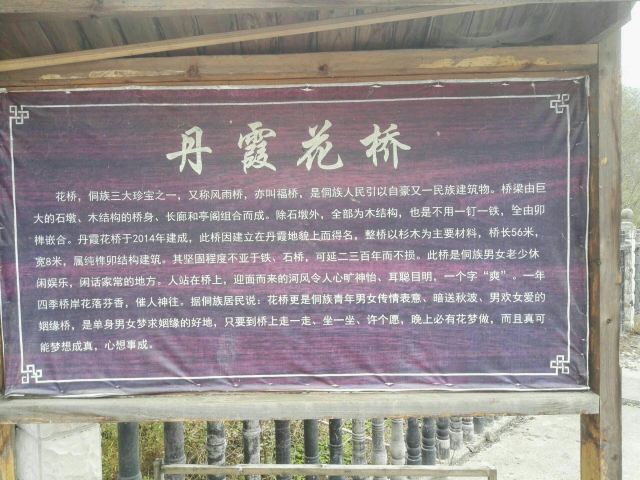 丹霞花桥
花桥，侗族三大珍宝之一，又称风雨桥，亦叫福桥，是侗族人民引以自豪又一民族建筑物。桥梁由巨
大的石墩、木结构的桥身、长廊和亭阁组合而成。除石墩外，全部为木结构，也是不用一钉一铁，全由卯
榫嵌合。丹霞花桥于2014年建成，此桥因建立在丹霞地貌上而得名，整桥以杉木为主要材料，桥长56米，
宽8米，属纯榫卯结构建筑。其坚固程度不亚于铁、石桥，可延二三百年而不损。此桥是侗族男女老少休
闲娱乐，闲话家常的地方。人站在桥上，迎面而来的河风令人心旷神怡、耳聪目明，一个字“爽”。一年
四季桥岸花落芬香，催人神往。据侗族居民说：花桥更是侗族青年男女传情表意、暗送秋波、男欢女爱的
姻缘桥，是单身男女梦求姻缘的好地，只要到桥上走一走、坐一坐、许个愿，晚上必有花梦做，而且真可
能梦想成真，心想事成。